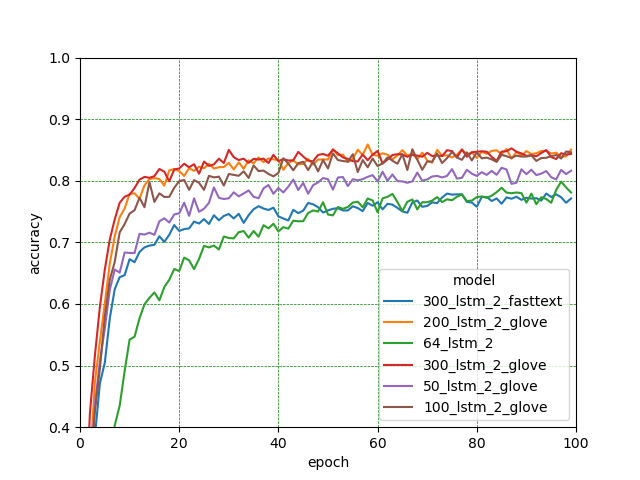 1.0
0.9
0.8
0.7
0.6
0.5
0.4
accuracy
0 20 40 60 80 100
epoch
model
300_lstm_2_fasttext
200_lstm_2_glove
64_lstm_2
300_lstm_2_glove
50_lstm_2_glove
100_lstm_2_glove